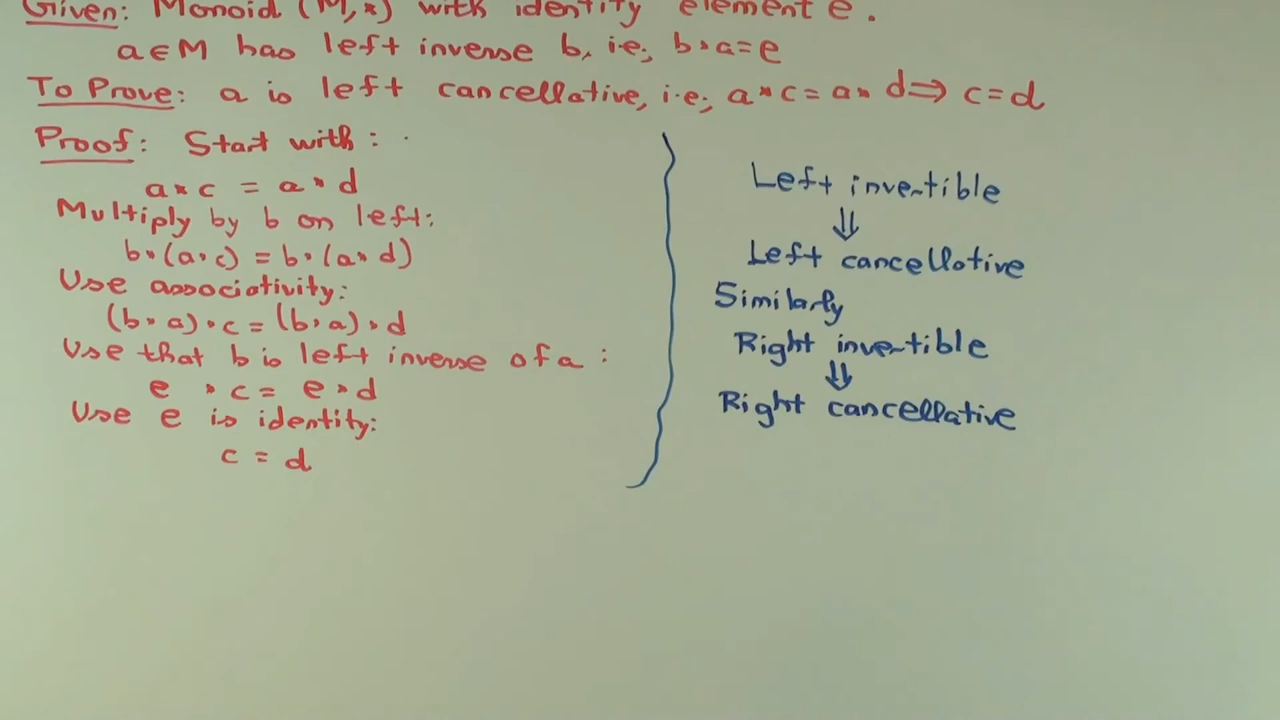 Given: Monoid (M,*) with identity element e.
a∈M has left inverse b, i.e., b*a=e
To Prove: a is left cancellative, i.e., a*c=a*d⇒ c=d
Proof: Start with:
a*c = a*d
Multiply by b on left:
b*(a*c) = b*(a*d)
Use associativity:
(b*a)*c = (b*a)*d
Use that b is left inverse of a:
e * c = e*d
Use e is identity:
c = d
Left invertible
⇓
Left cancellative
Similarly
Right invertible
⇓
Right cancellative